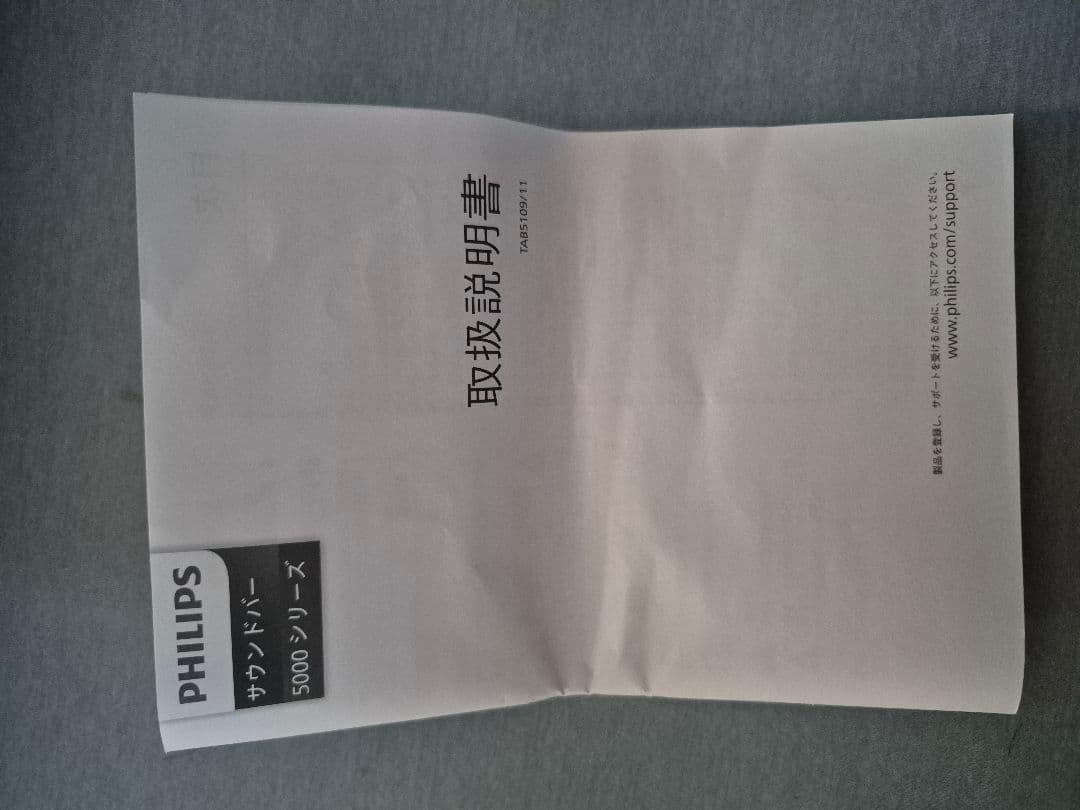 PHILIPS
サウンドバー
5000 シリーズ
取扱説明書
TAB5109/11
製品を登録し、サポートを受けるために、以下にアクセスしてください。
www.philips.com/support